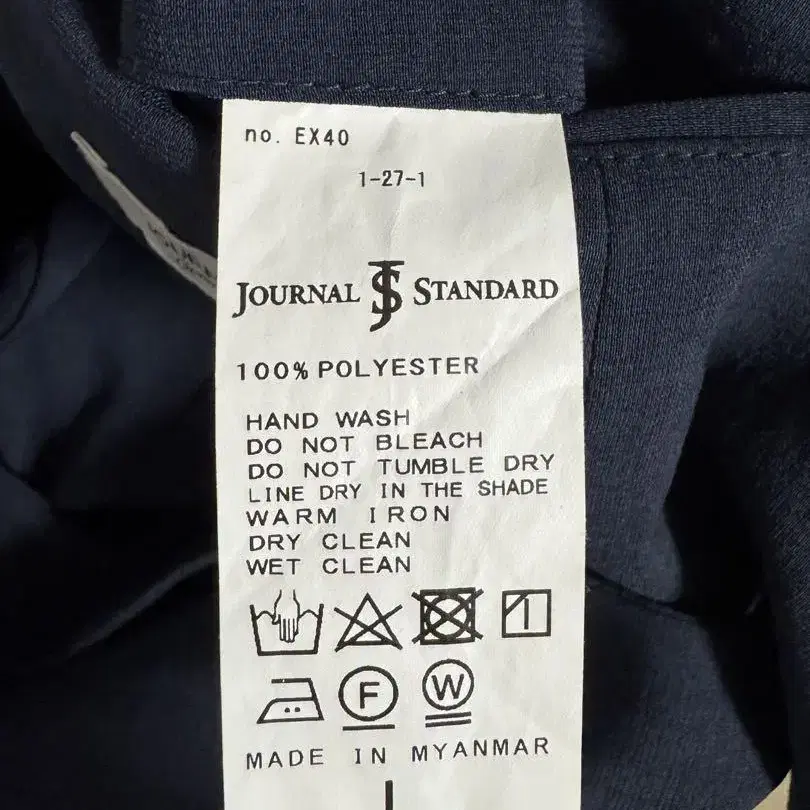 no. EX40
1-27-1
JOURNAL JS STANDARD
100% POLYESTER
HAND WASH
DO NOT BLEACH
DO NOT TUMBLE DRY
LINE DRY IN THE SHADE
WARM IRON
DRY CLEAN
WET CLEAN
F W
MADE IN MYANMAR